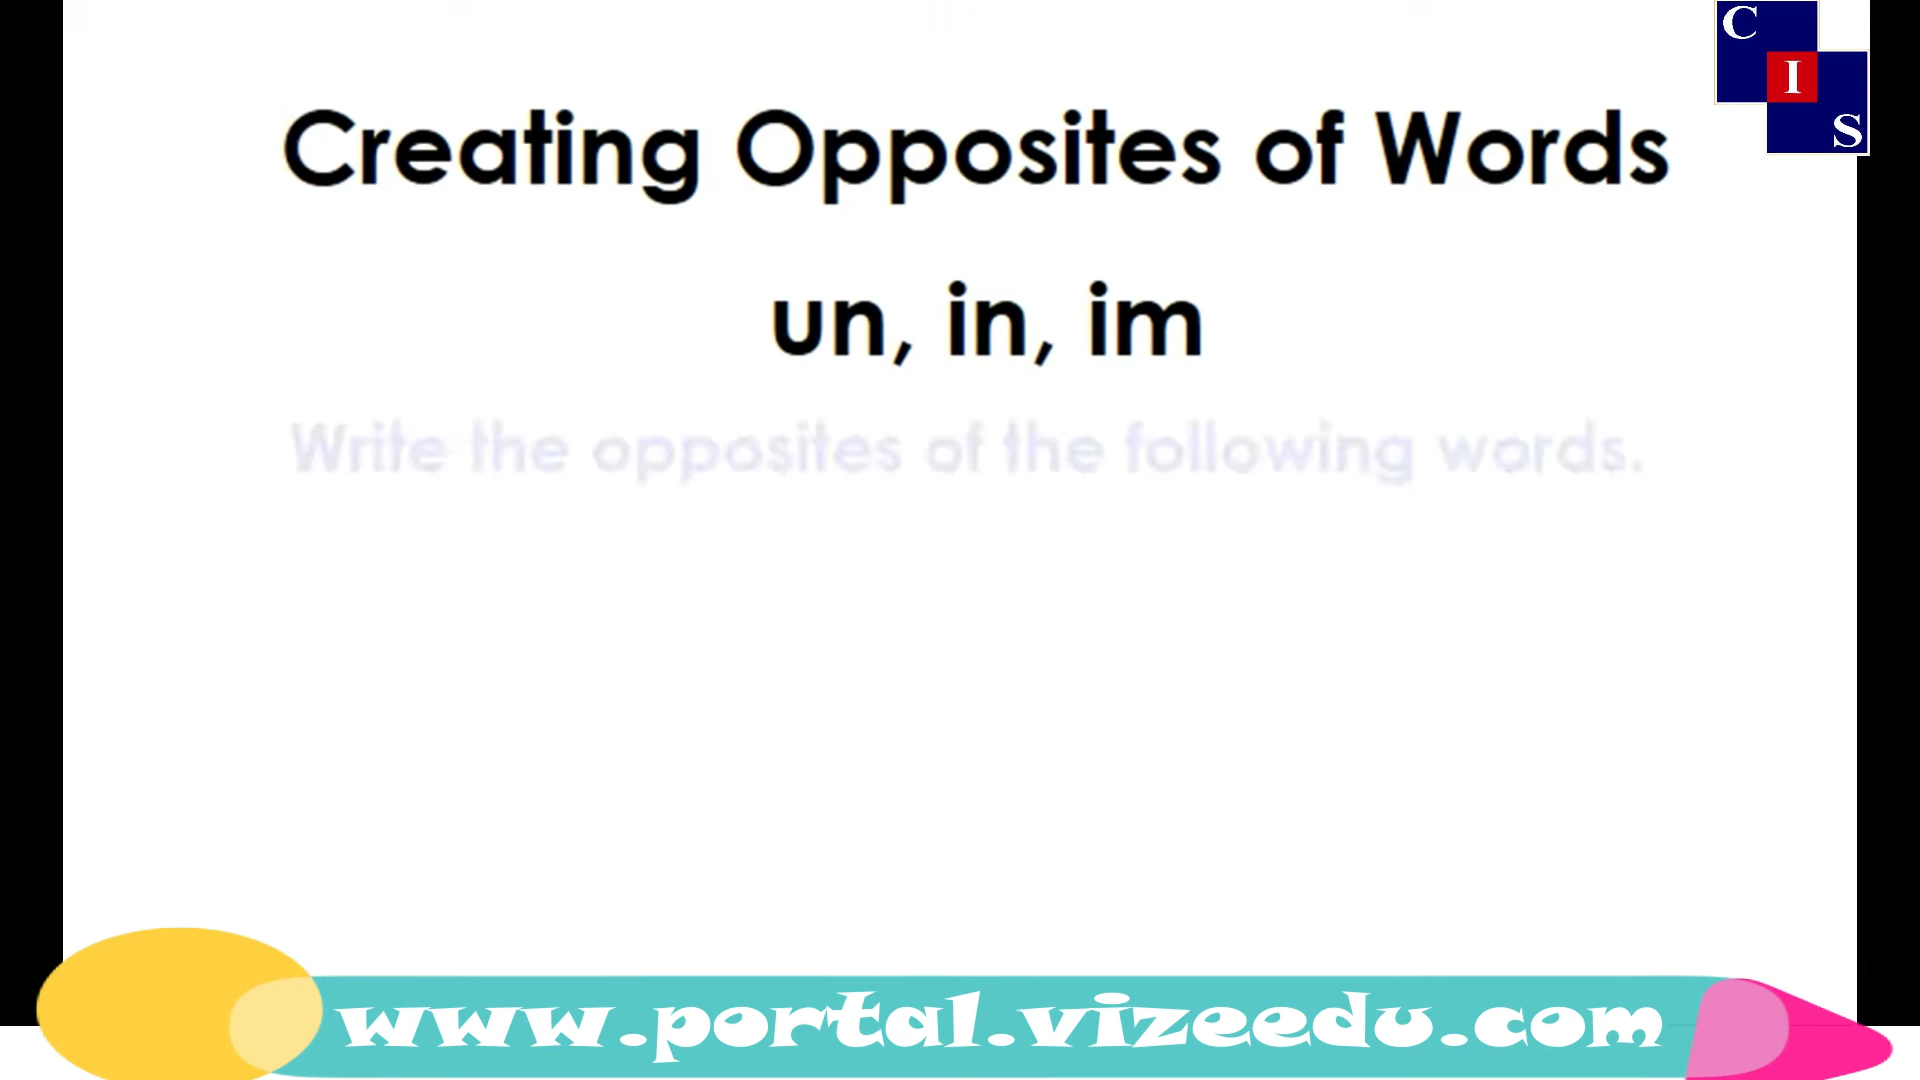 C
I
S
Creating Opposites of Words
un, in, im
Write the opposites of the following words.
www.portal.vizeedu.com